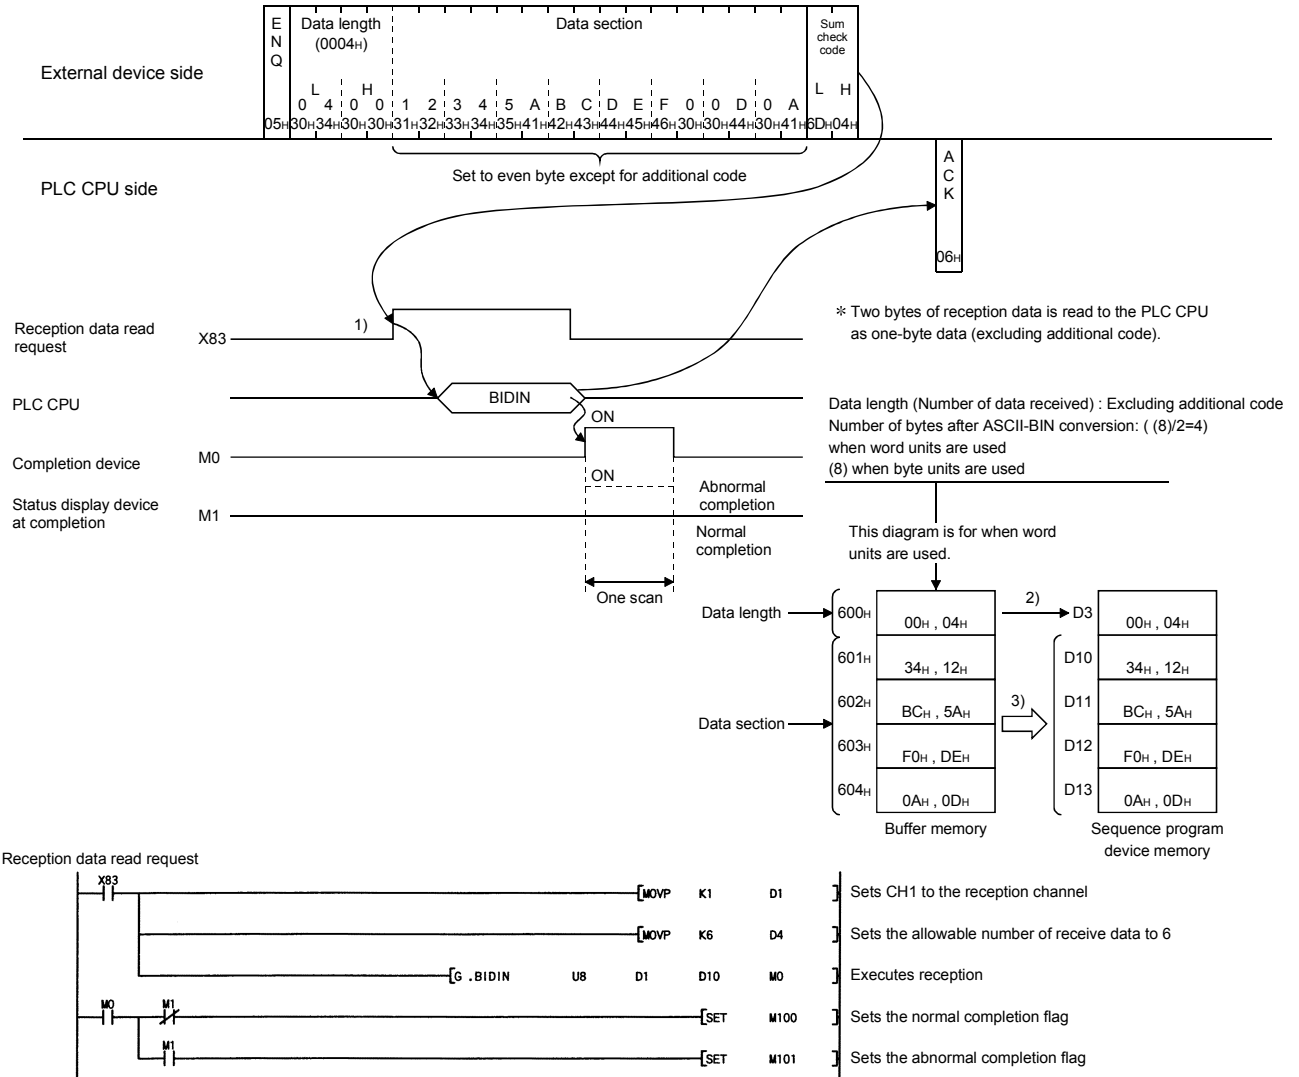 E N Q
Data length
(0004H)
Data section
Sum
check
code
External device side
L H L H
0 4 0 0 1 2 3 4 5 A B C D E F 0 0 D 0 A
05H 30H 34H 30H 30H 31H 32H 33H 34H 35H 41H 42H 43H 44H 45H 46H 30H 30H 44H 30H 41H 6DH 04H
PLC CPU side
Set to even byte except for additional code
A C K
06H
* Two bytes of reception data is read to the PLC CPU
as one-byte data (excluding additional code).
Reception data read
request
X83
1)
PLC CPU
BIDIN
ON
Data length (Number of data received) : Excluding additional code
Number of bytes after ASCII-BIN conversion: ( (8)/2=4)
when word units are used
(8) when byte units are used
Completion device
M0
ON
Status display device
at completion
M1
Abnormal
completion
Normal
completion
This diagram is for when word
units are used.
One scan
Data length
600H
00H , 04H
2)
D3
00H , 04H
601H
34H , 12H
D10
34H , 12H
602H
BCH , 5AH
3)
D11
BCH , 5AH
Data section
603H
F0H , DEH
D12
F0H , DEH
604H
0AH , 0DH
D13
0AH , 0DH
Buffer memory
Sequence program
device memory
Reception data read request
X83
MOVP K1 D1
Sets CH1 to the reception channel
MOVP K6 D4
Sets the allowable number of receive data to 6
G .BIDIN U8 D1 D10 M0
Executes reception
M0 M1
SET M100
Sets the normal completion flag
M1
SET M101
Sets the abnormal completion flag